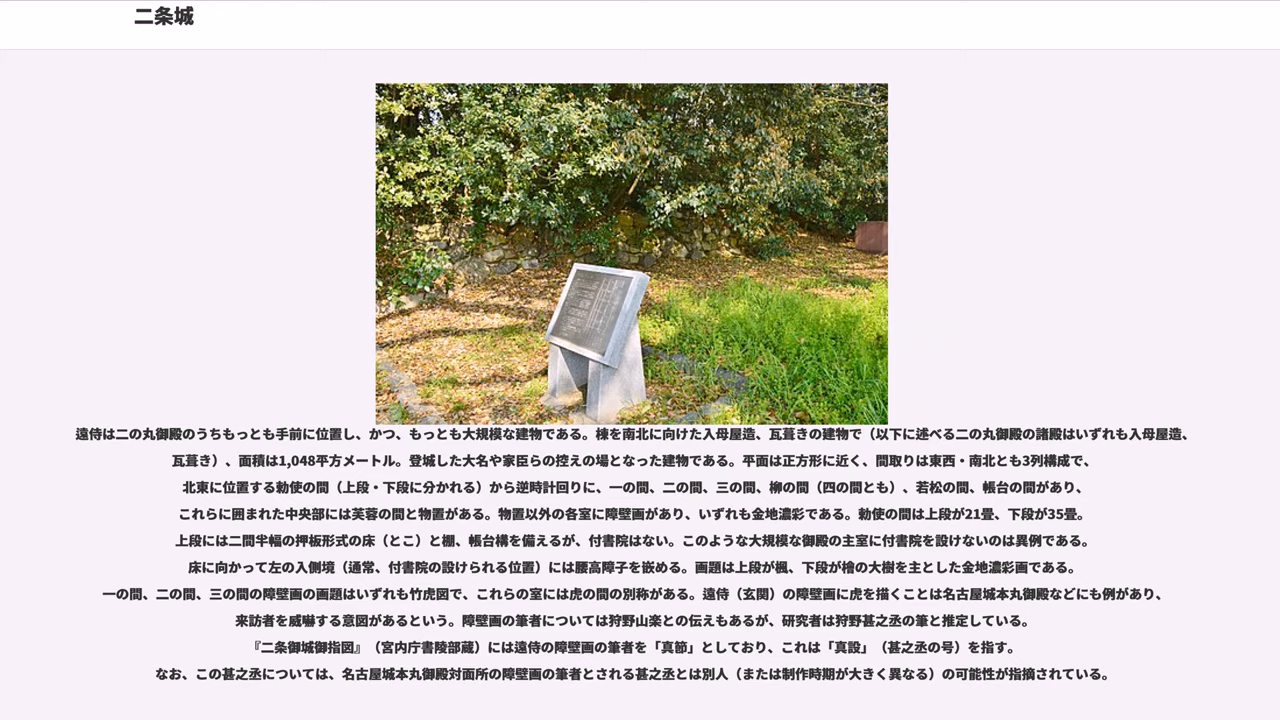 二条城
遠侍は二の丸御殿のうちもっとも手前に位置し、かつ、もっとも大規模な建物である。棟を南北に向けた入母屋造、瓦葺きの建物で（以下に述べる二の丸御殿の諸殿はいずれも入母屋造、
瓦葺き）、面積は1,048平方メートル。登城した大名や家臣らの控えの場となった建物である。平面は正方形に近く、間取りは東西・南北とも3列構成で、
北東に位置する勅使の間（上段・下段に分かれる）から逆時計回りに、一の間、二の間、三の間、柳の間（四の間とも）、若松の間、帳台の間があり、
これらに囲まれた中央部には芙蓉の間と物置がある。物置以外の各室に障壁画があり、いずれも金地濃彩である。勅使の間は上段が21畳、下段が35畳。
上段には二間半幅の押板形式の床（とこ）と棚、帳台構を備えるが、付書院はない。このような大規模な御殿の主室に付書院を設けないのは異例である。
床に向かって左の入側境（通常、付書院の設けられる位置）には腰高障子を嵌める。画題は上段が楓、下段が檜の大樹を主とした金地濃彩画である。
一の間、二の間、三の間の障壁画の画題はいずれも竹虎図で、これらの室には虎の間の別称がある。遠侍（玄関）の障壁画に虎を描くことは名古屋城本丸御殿などにも例があり、
来訪者を威嚇する意図があるという。障壁画の筆者については狩野山楽との伝えもあるが、研究者は狩野甚之丞の筆と推定している。
『二条御城御指図』（宮内庁書陵部蔵）には遠侍の障壁画の筆者を「真節」としており、これは「真設」（甚之丞の号）を指す。
なお、この甚之丞については、名古屋城本丸御殿対面所の障壁画の筆者とされる甚之丞とは別人（または制作時期が大きく異なる）の可能性が指摘されている。